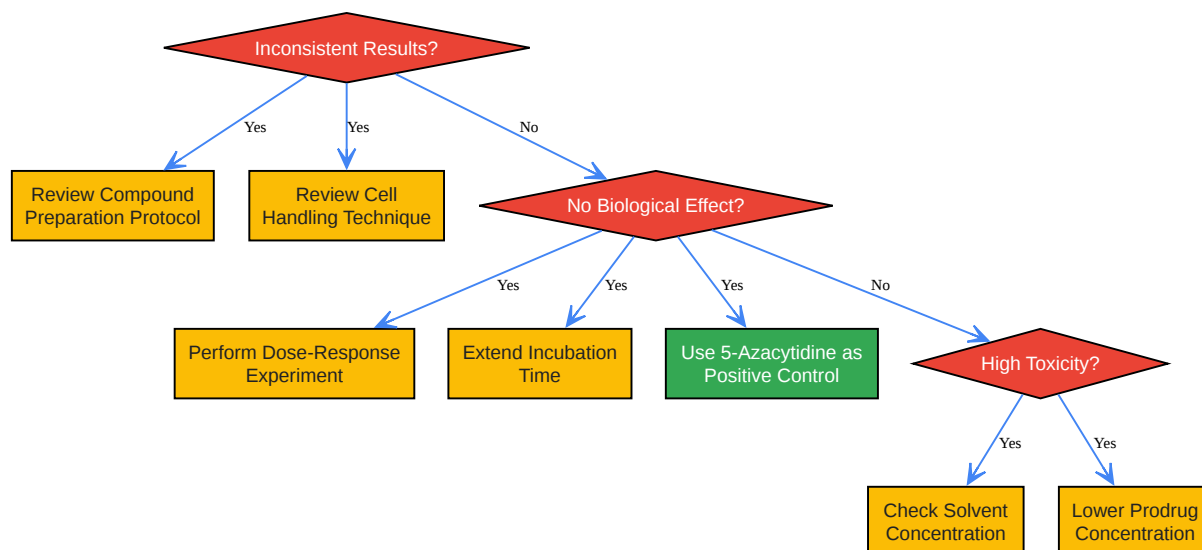 Inconsistent Results?
Yes
Yes
No
Review Compound
Preparation Protocol
Review Cell
Handling Technique
No Biological Effect?
Yes
Yes
Yes
No
Perform Dose-Response
Experiment
Extend Incubation
Time
Use 5-Azacytidine as
Positive Control
High Toxicity?
Yes
Yes
Check Solvent
Concentration
Lower Prodrug
Concentration